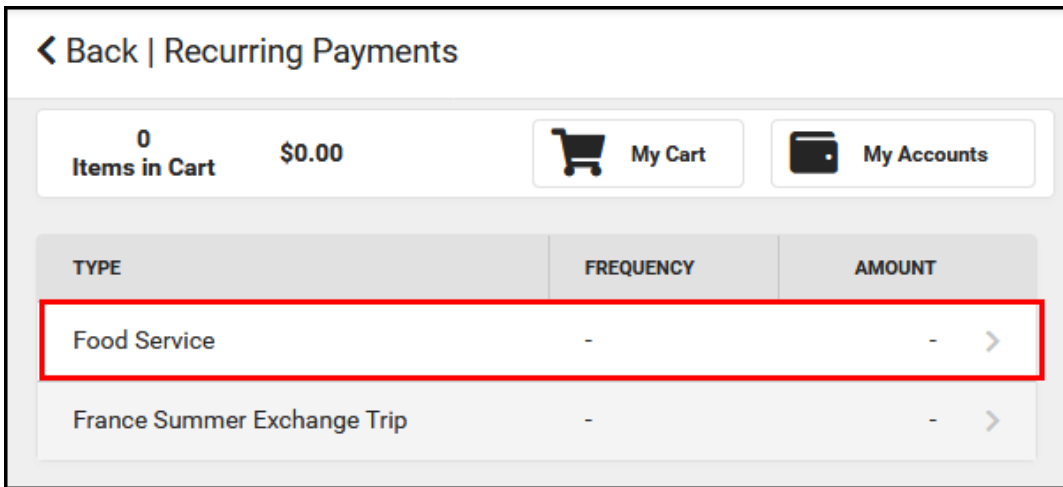 Back | Recurring Payments
0
Items in Cart
$0.00
My Cart
My Accounts
TYPE FREQUENCY AMOUNT
Food Service - -
France Summer Exchange Trip - -